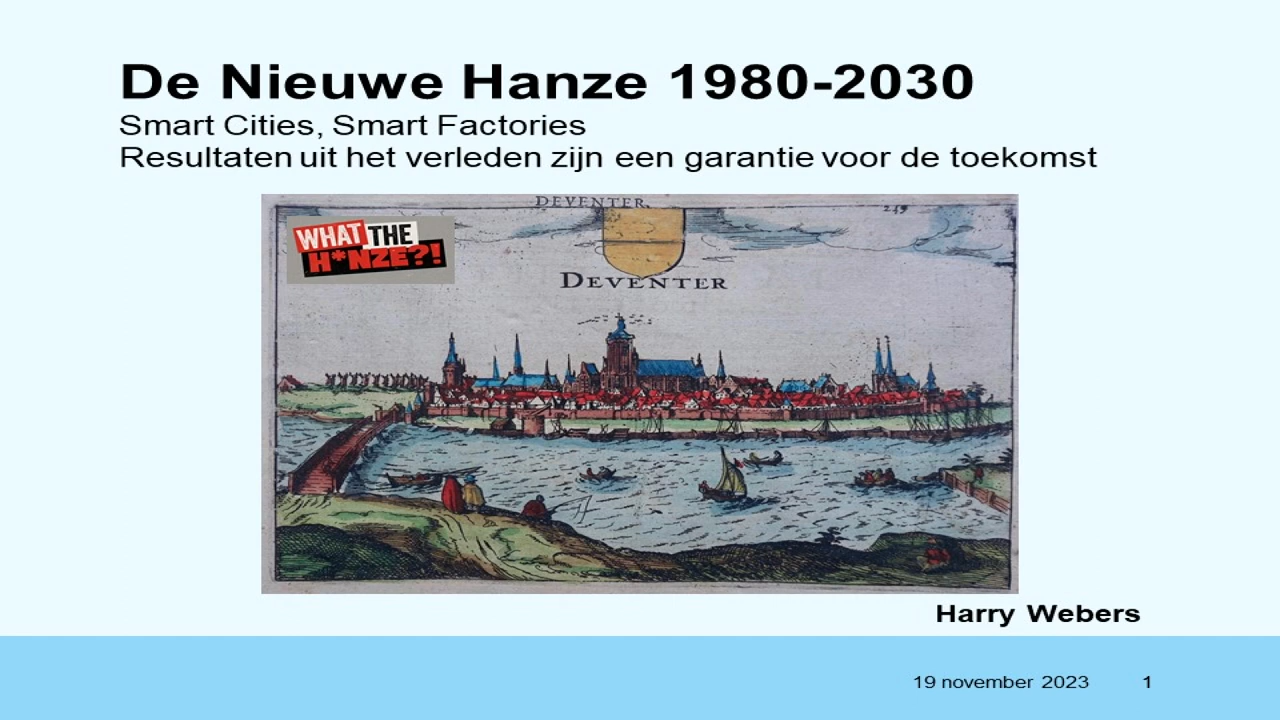 De Nieuwe Hanze 1980-2030
Smart Cities, Smart Factories
Resultaten uit het verleden zijn een garantie voor de toekomst
DEVENTER.
249
WHAT THE
H*NZE?!
DEVENTER
Harry Webers
19 november 2023
1